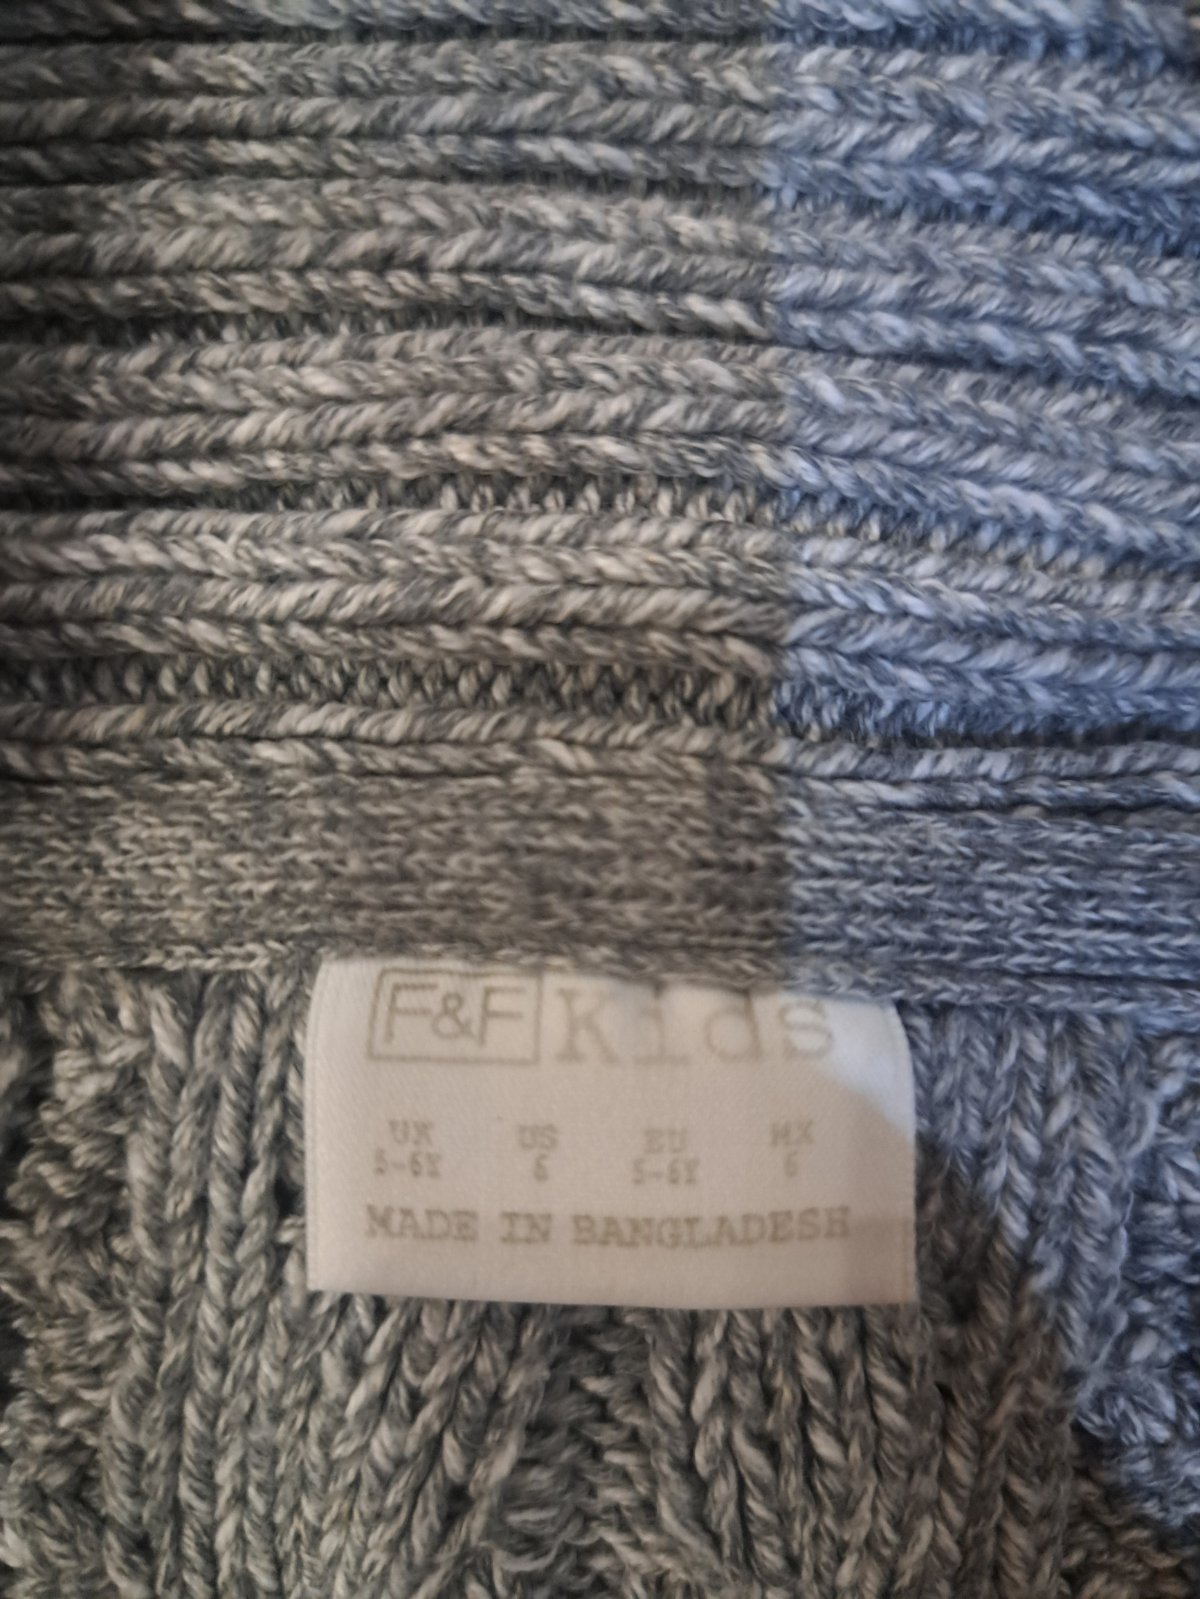 F&F Kids
UK US EU MX
5-6Y 6 5-6Y 6
MADE IN BANGLADESH